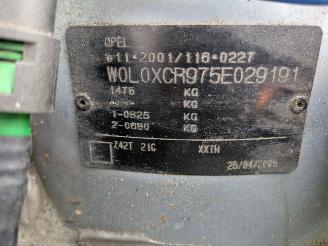 OPEL
e11*2001/116*0227
W0L0XCR975E029191
1475 KG
KG
1-0825 KG
2-0680 KG
Z42T 21C XXTH
28/04/2005